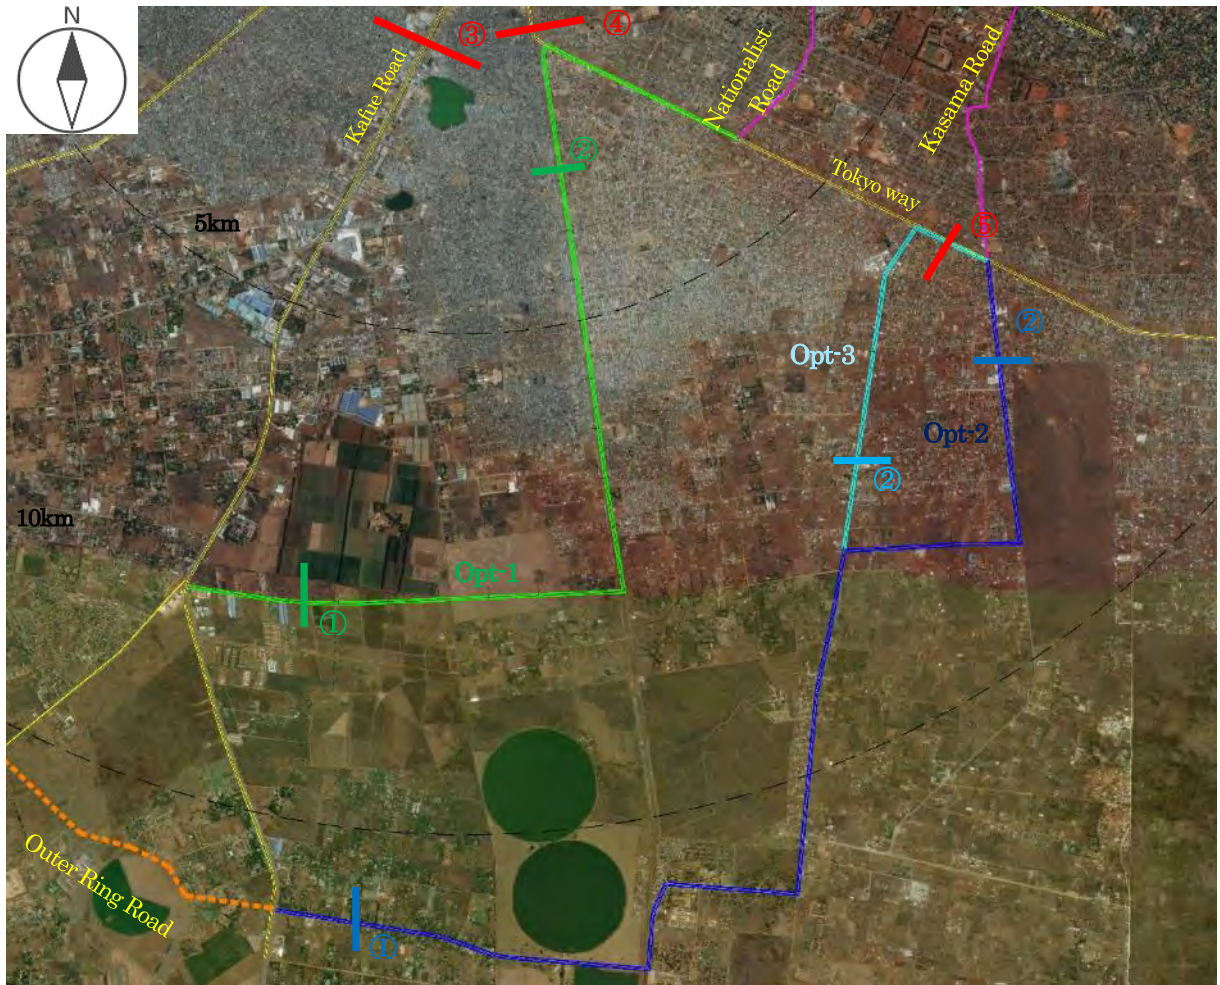 N
③
④
Kafue Road
Nationalist
Road
Kasama Road
②
Tokyo way
5km
⑤
②
Opt-3
Opt-2
②
10km
Opt-1
①
Outer Ring Road
①